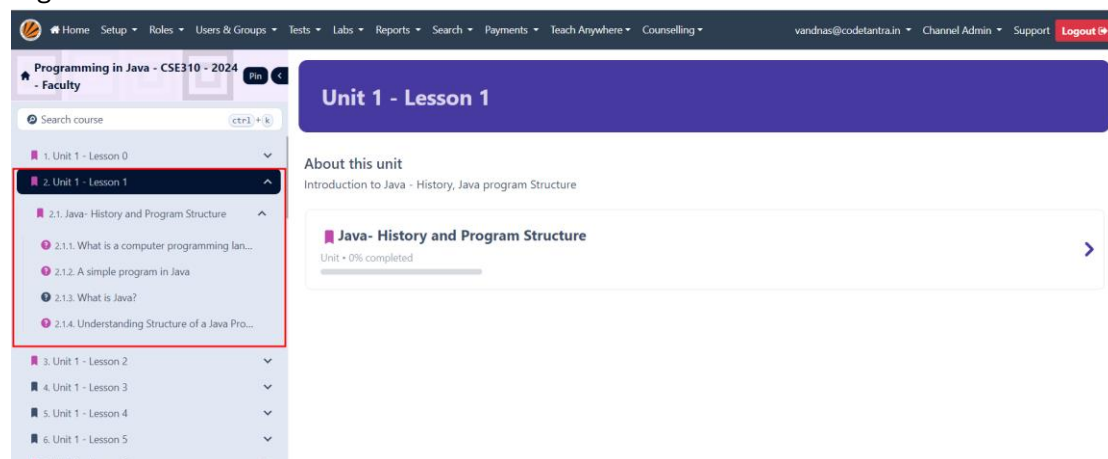 Home Setup Roles Users & Groups Tests Labs Reports Search Payments Teach Anywhere Counselling vandnas@codetantra.in Channel Admin Support Logout
Programming in Java - CSE310 - 2024
- Faculty
Pin
Search course
ctrl + k
1. Unit 1 - Lesson 0
2. Unit 1 - Lesson 1
2.1. Java- History and Program Structure
2.1.1. What is a computer programming lan...
2.1.2. A simple program in Java
2.1.3. What is Java?
2.1.4. Understanding Structure of a Java Pro...
3. Unit 1 - Lesson 2
4. Unit 1 - Lesson 3
5. Unit 1 - Lesson 4
6. Unit 1 - Lesson 5
Unit 1 - Lesson 1
About this unit
Introduction to Java - History, Java program Structure
Java- History and Program Structure
Unit • 0% completed